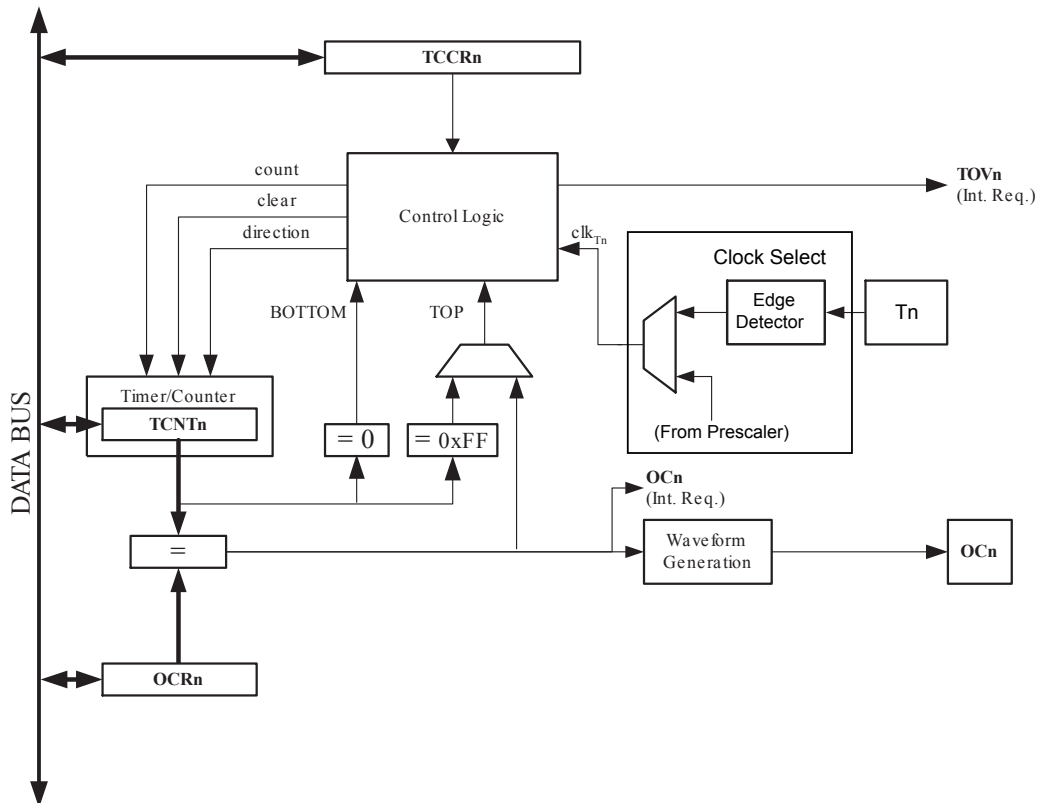 TCCRn
count
clear
direction
Control Logic
TOVn
(Int. Req.)
clkTn
Clock Select
Edge
Detector
Tn
(From Prescaler)
BOTTOM
TOP
Timer/Counter
TCNTn
= 0
= 0xFF
DATA BUS
OCn
(Int. Req.)
=
Waveform
Generation
OCn
OCRn